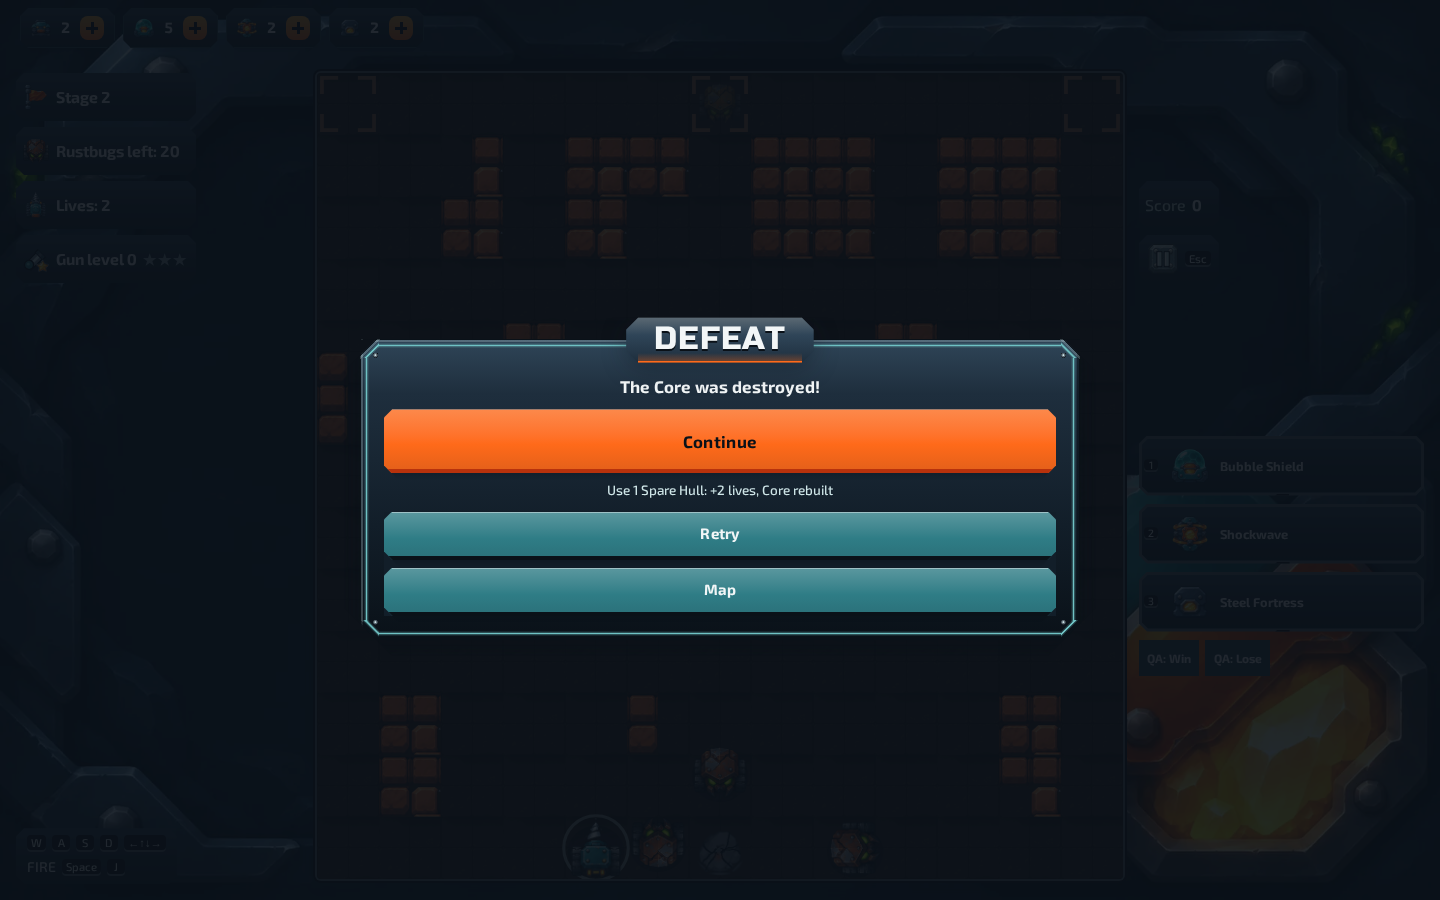 2 + 5 + 2 + 2 +
Stage 2
Rustbugs left: 20
Lives: 2
Gun level 0 ★★★
Score 0
Esc
DEFEAT
The Core was destroyed!
Continue
Use 1 Spare Hull: +2 lives, Core rebuilt
Retry
Map
1 Bubble Shield
2 Shockwave
3 Steel Fortress
QA: Win QA: Lose
W A S D ←↑↓→
FIRE Space J